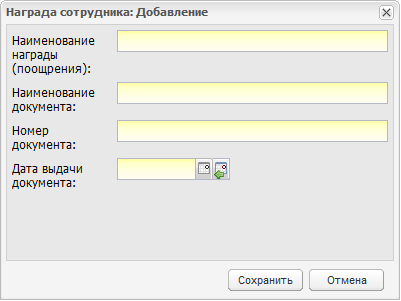 Награда сотрудника: Добавление
Наименование
награды
(поощрения):
Наименование
документа:
Номер
документа:
Дата выдачи
документа:
Сохранить
Отмена